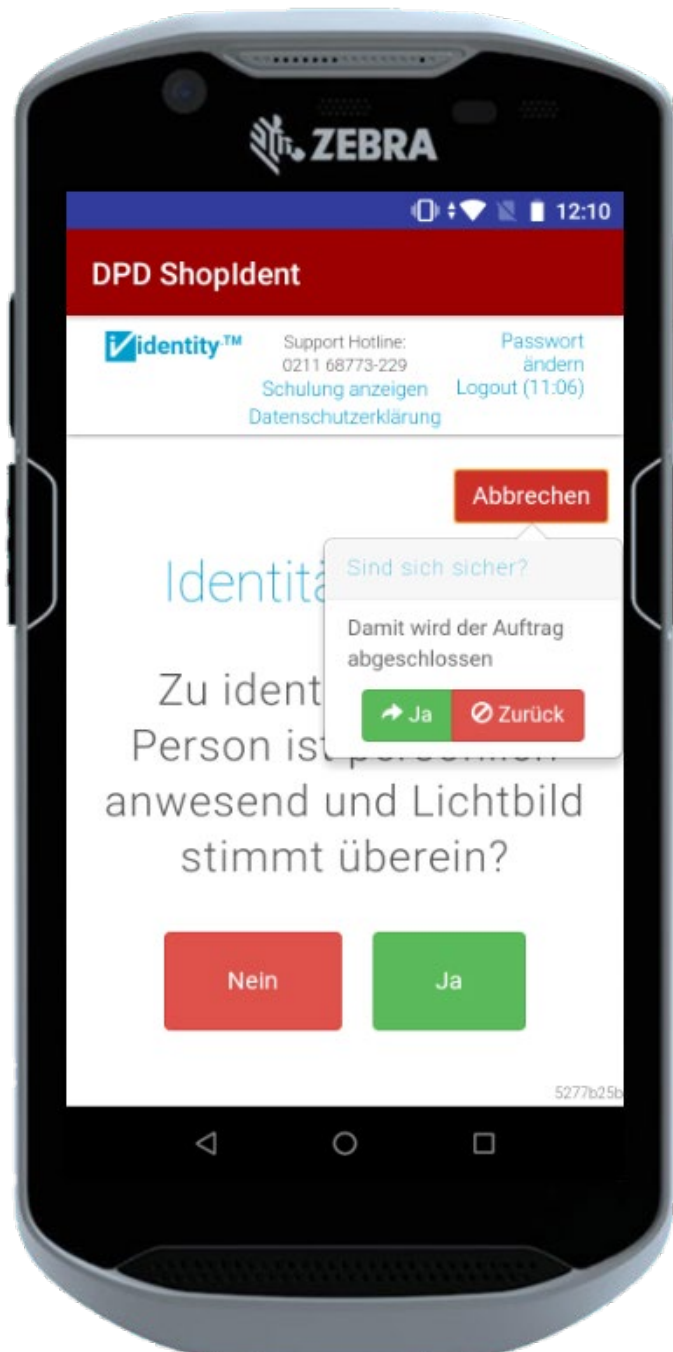 ZEBRA
12:10
DPD ShopIdent
identity™
Support Hotline:
0211 68773-229
Schulung anzeigen
Datenschutzerklärung
Passwort
ändern
Logout (11:06)
Abbrechen
Sind sich sicher?
Damit wird der Auftrag
abgeschlossen
Ja
Zurück
Zu
Person ist
anwesend und Lichtbild
stimmt überein?
Nein
Ja
5277b25b